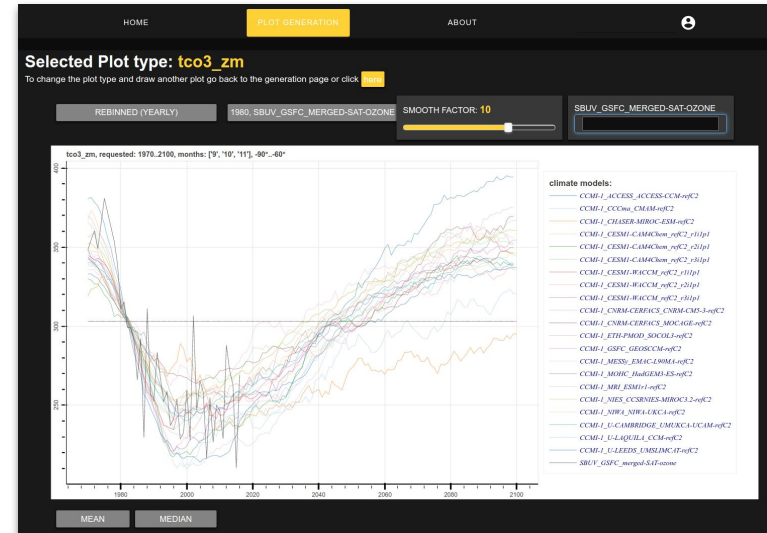 HOME
PLOT GENERATION
ABOUT
Selected Plot type: tco3_zm
To change the plot type and draw another plot go back to the generation page or click here
REBINNED (YEARLY)
1980, SBUV_GSFC_MERGED-SAT-OZONE
SMOOTH FACTOR: 10
SBUV_GSFC_MERGED-SAT-OZONE
tco3_zm, requested: 1970..2100, months: ['9', '10', '11'], -90°..-60°
400
350
300
250
1980
2000
2020
2040
2060
2080
2100
climate models:
CCMI-1_ACCESS_ACCESS-CCM-refC2
CCMI-1_CCCma_CMAM-refC2
CCMI-1_CHASER-MIROC-ESM-refC2
CCMI-1_CESM1-CAM4Chem_refC2_r1i1p1
CCMI-1_CESM1-CAM4Chem_refC2_r2i1p1
CCMI-1_CESM1-CAM4Chem_refC2_r3i1p1
CCMI-1_CESM1-WACCM_refC2_r1i1p1
CCMI-1_CESM1-WACCM_refC2_r2i1p1
CCMI-1_CESM1-WACCM_refC2_r3i1p1
CCMI-1_CNRM-CERFACS_CNRM-CM5-3-refC2
CCMI-1_CNRM-CERFACS_MOCAGE-refC2
CCMI-1_ETH-PMOD_SOCOL3-refC2
CCMI-1_GSFC_GEOSCCM-refC2
CCMI-1_MESSy_EMAC-L90MA-refC2
CCMI-1_MOHC_HadGEM3-ES-refC2
CCMI-1_MRI_ESM1r1-refC2
CCMI-1_NIES_CCSRNIES-MIROC3.2-refC2
CCMI-1_NIWA_NIWA-UKCA-refC2
CCMI-1_U-CAMBRIDGE_UMUKCA-UCAM-refC2
CCMI-1_U-LAQUILA_CCM-refC2
CCMI-1_U-LEEDS_UMSLIMCAT-refC2
SBUV_GSFC_merged-SAT-ozone
MEAN
MEDIAN